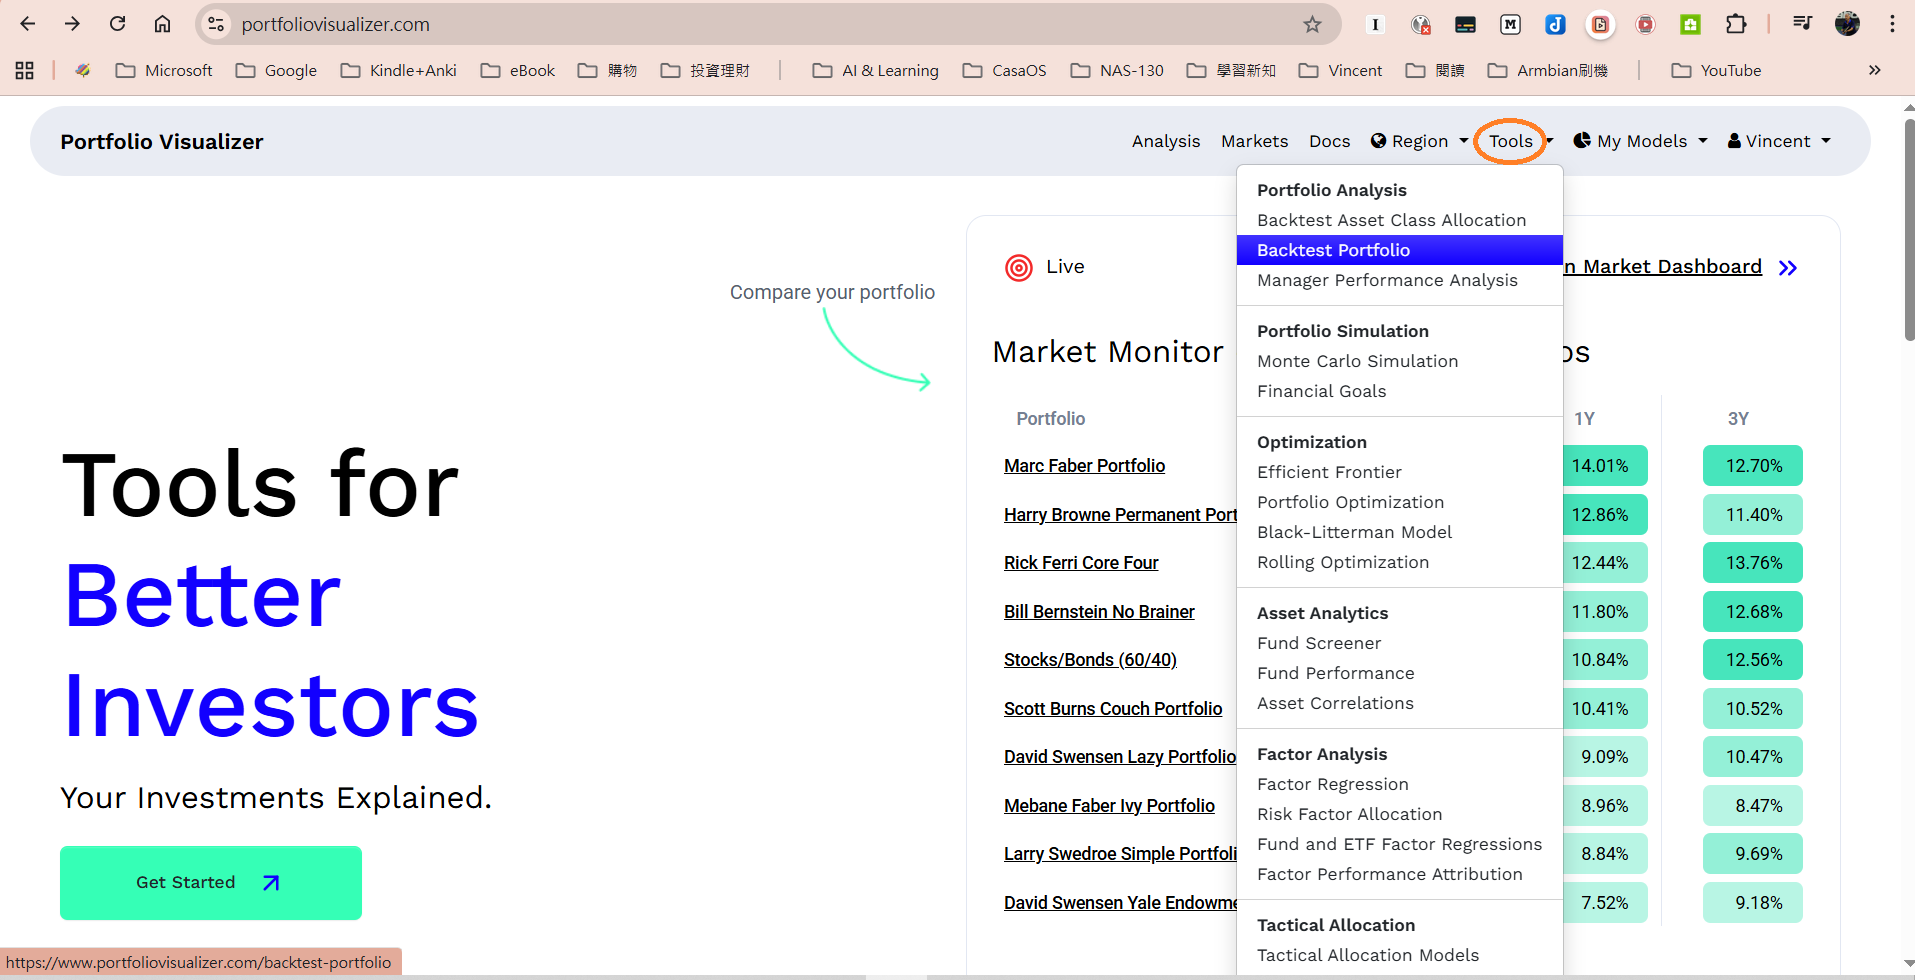 portfoliovisualizer.com
Microsoft Google Kindle+Anki eBook 購物 投資理財 AI & Learning CasaOS NAS-130 學習新知 Vincent 閱讀 Armbian刷機 YouTube
Portfolio Visualizer
Analysis Markets Docs Region Tools My Models Vincent
Portfolio Analysis
Backtest Asset Class Allocation
Backtest Portfolio
Manager Performance Analysis
Portfolio Simulation
Monte Carlo Simulation
Financial Goals
Optimization
Efficient Frontier
Portfolio Optimization
Black-Litterman Model
Rolling Optimization
Asset Analytics
Fund Screener
Fund Performance
Asset Correlations
Factor Analysis
Factor Regression
Risk Factor Allocation
Fund and ETF Factor Regressions
Factor Performance Attribution
Tactical Allocation
Tactical Allocation Models
Compare your portfolio
Tools for
Better
Investors
Your Investments Explained.
Get Started
Live
Market Dashboard
Market Monitor
Portfolio 1Y 3Y
Marc Faber Portfolio 14.01% 12.70%
Harry Browne Permanent Port 12.86% 11.40%
Rick Ferri Core Four 12.44% 13.76%
Bill Bernstein No Brainer 11.80% 12.68%
Stocks/Bonds (60/40) 10.84% 12.56%
Scott Burns Couch Portfolio 10.41% 10.52%
David Swensen Lazy Portfolio 9.09% 10.47%
Mebane Faber Ivy Portfolio 8.96% 8.47%
Larry Swedroe Simple Portfoli 8.84% 9.69%
David Swensen Yale Endowme 7.52% 9.18%
https://www.portfoliovisualizer.com/backtest-portfolio